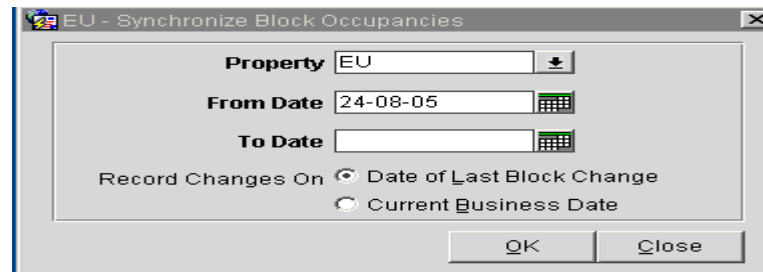 EU - Synchronize Block Occupancies
Property EU
From Date 24-08-05
To Date
Record Changes On Date of Last Block Change
Current Business Date
OK Close